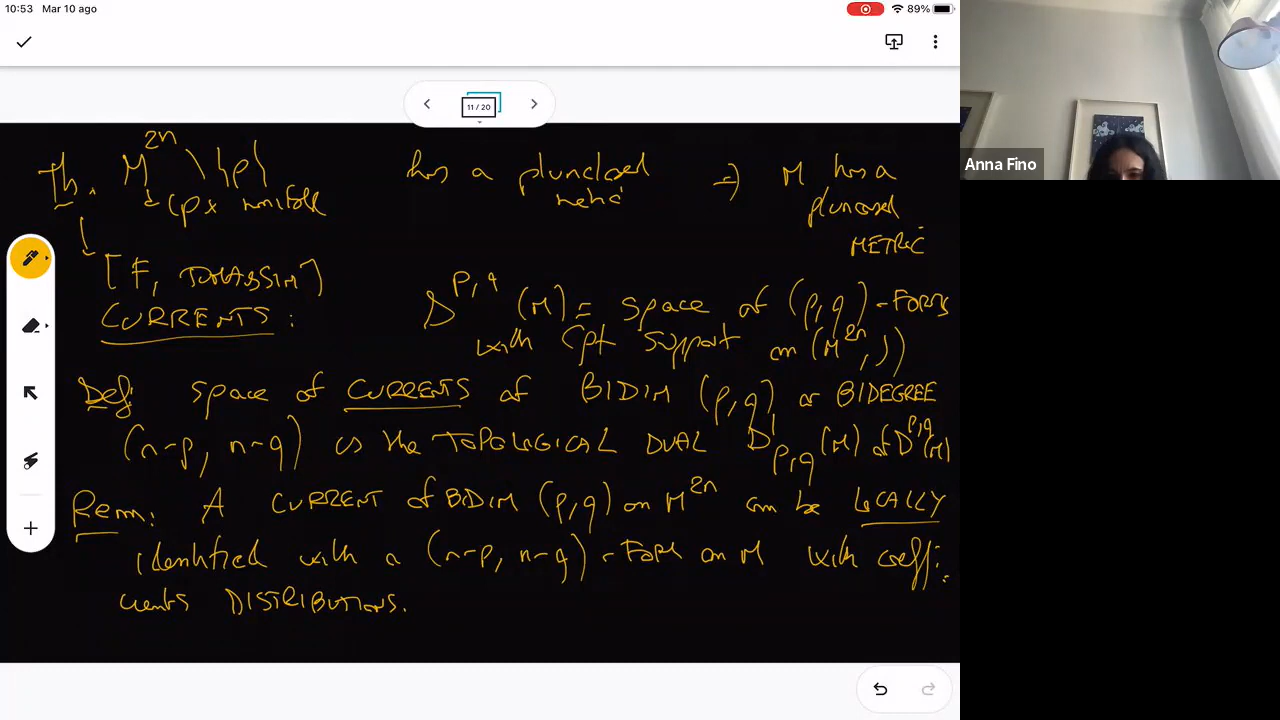 10:53 Mar 10 ago
89%
11 / 20
Anna Fino
Th. M^{2n} \ {p} has a pluriclosed metric ⇒ M has a pluriclosed METRIC
↳ cpx manifold
[F, TOMASSINI]
CURRENTS: D^{p,q}(M) = space of (p,q)-FORMS
with Cpt support on (M^{2n}, J)
Def: Space of CURRENTS of BIDIM (p,q) or BIDEGREE
(n-p, n-q) is the TOPOLOGICAL DUAL D'_{p,q}(M) of D^{p,q}(M)
Rem: A CURRENT of BIDIM (p,q) on M^{2n} can be LOCALLY
identified with a (n-p, n-q)-FORM on M with coeffi-
cients DISTRIBUTIONS.